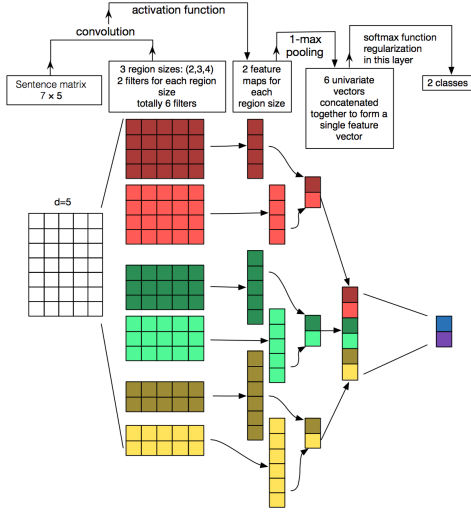 activation function
convolution
1-max
pooling
softmax function
regularization
in this layer
Sentence matrix
7 × 5
3 region sizes: (2,3,4)
2 filters for each region
size
totally 6 filters
2 feature
maps for
each
region size
6 univariate
vectors
concatenated
together to form a
single feature
vector
2 classes
d=5